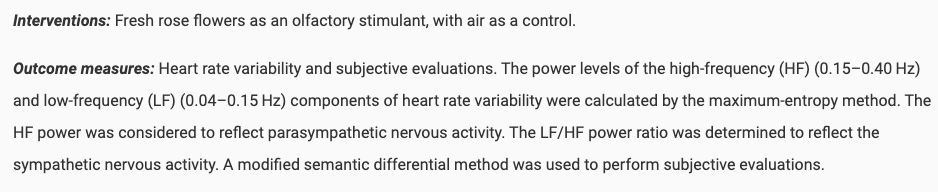 Interventions: Fresh rose flowers as an olfactory stimulant, with air as a control.
Outcome measures: Heart rate variability and subjective evaluations. The power levels of the high-frequency (HF) (0.15–0.40 Hz)
and low-frequency (LF) (0.04–0.15 Hz) components of heart rate variability were calculated by the maximum-entropy method. The
HF power was considered to reflect parasympathetic nervous activity. The LF/HF power ratio was determined to reflect the
sympathetic nervous activity. A modified semantic differential method was used to perform subjective evaluations.